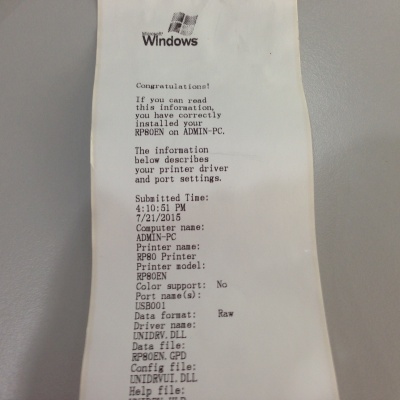 Microsoft
Windows
Congratulations!
If you can read
this information,
you have correctly
installed your
RP80EN on ADMIN-PC.
The information
below describes
your printer driver
and port settings.
Submitted Time:
4:10:51 PM
7/21/2015
Computer name:
ADMIN-PC
Printer name:
RP80 Printer
Printer model:
RP80EN
Color support: No
Port name(s):
USB001
Data format: Raw
Driver name:
UNIDRV.DLL
Data file:
RP80EN.GPD
Config file:
UNIDRVUI.DLL
Help file: